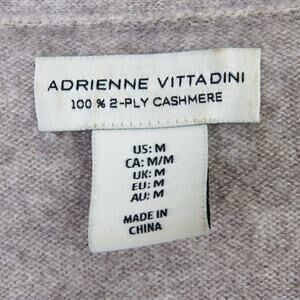 ADRIENNE VITTADINI
100 % 2-PLY CASHMERE
US: M
CA: M/M
UK: M
EU: M
AU: M
MADE IN
CHINA